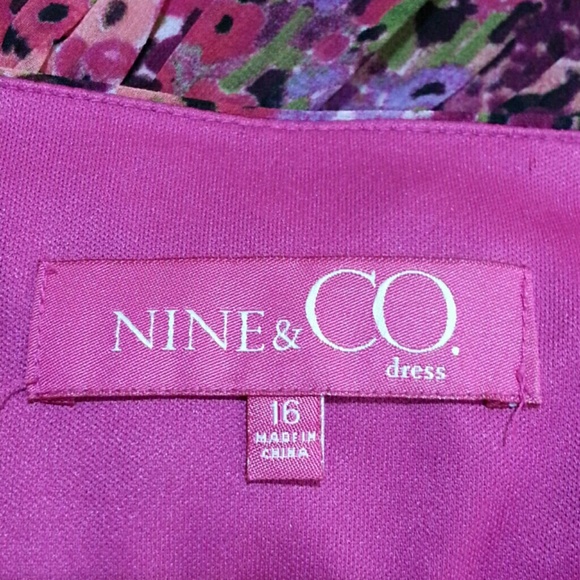 NINE & CO.
dress
16
MADE IN
CHINA